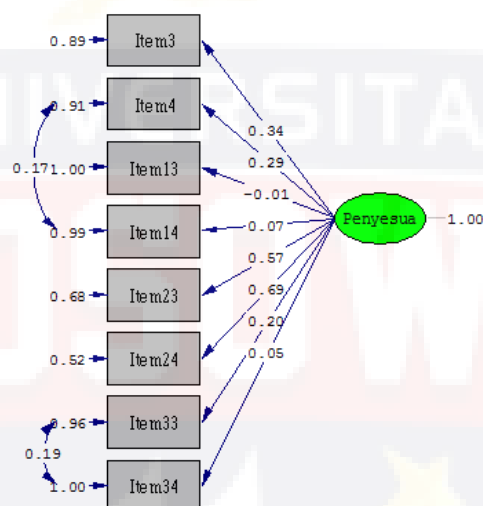 0.89 Item3
0.91 Item4
0.17 1.00 Item13
0.99 Item14
0.68 Item23
0.52 Item24
0.96 Item33
0.19
1.00 Item34
0.34
0.29
-0.01
0.07
0.57
0.69
0.20
0.05
Penyesua 1.00